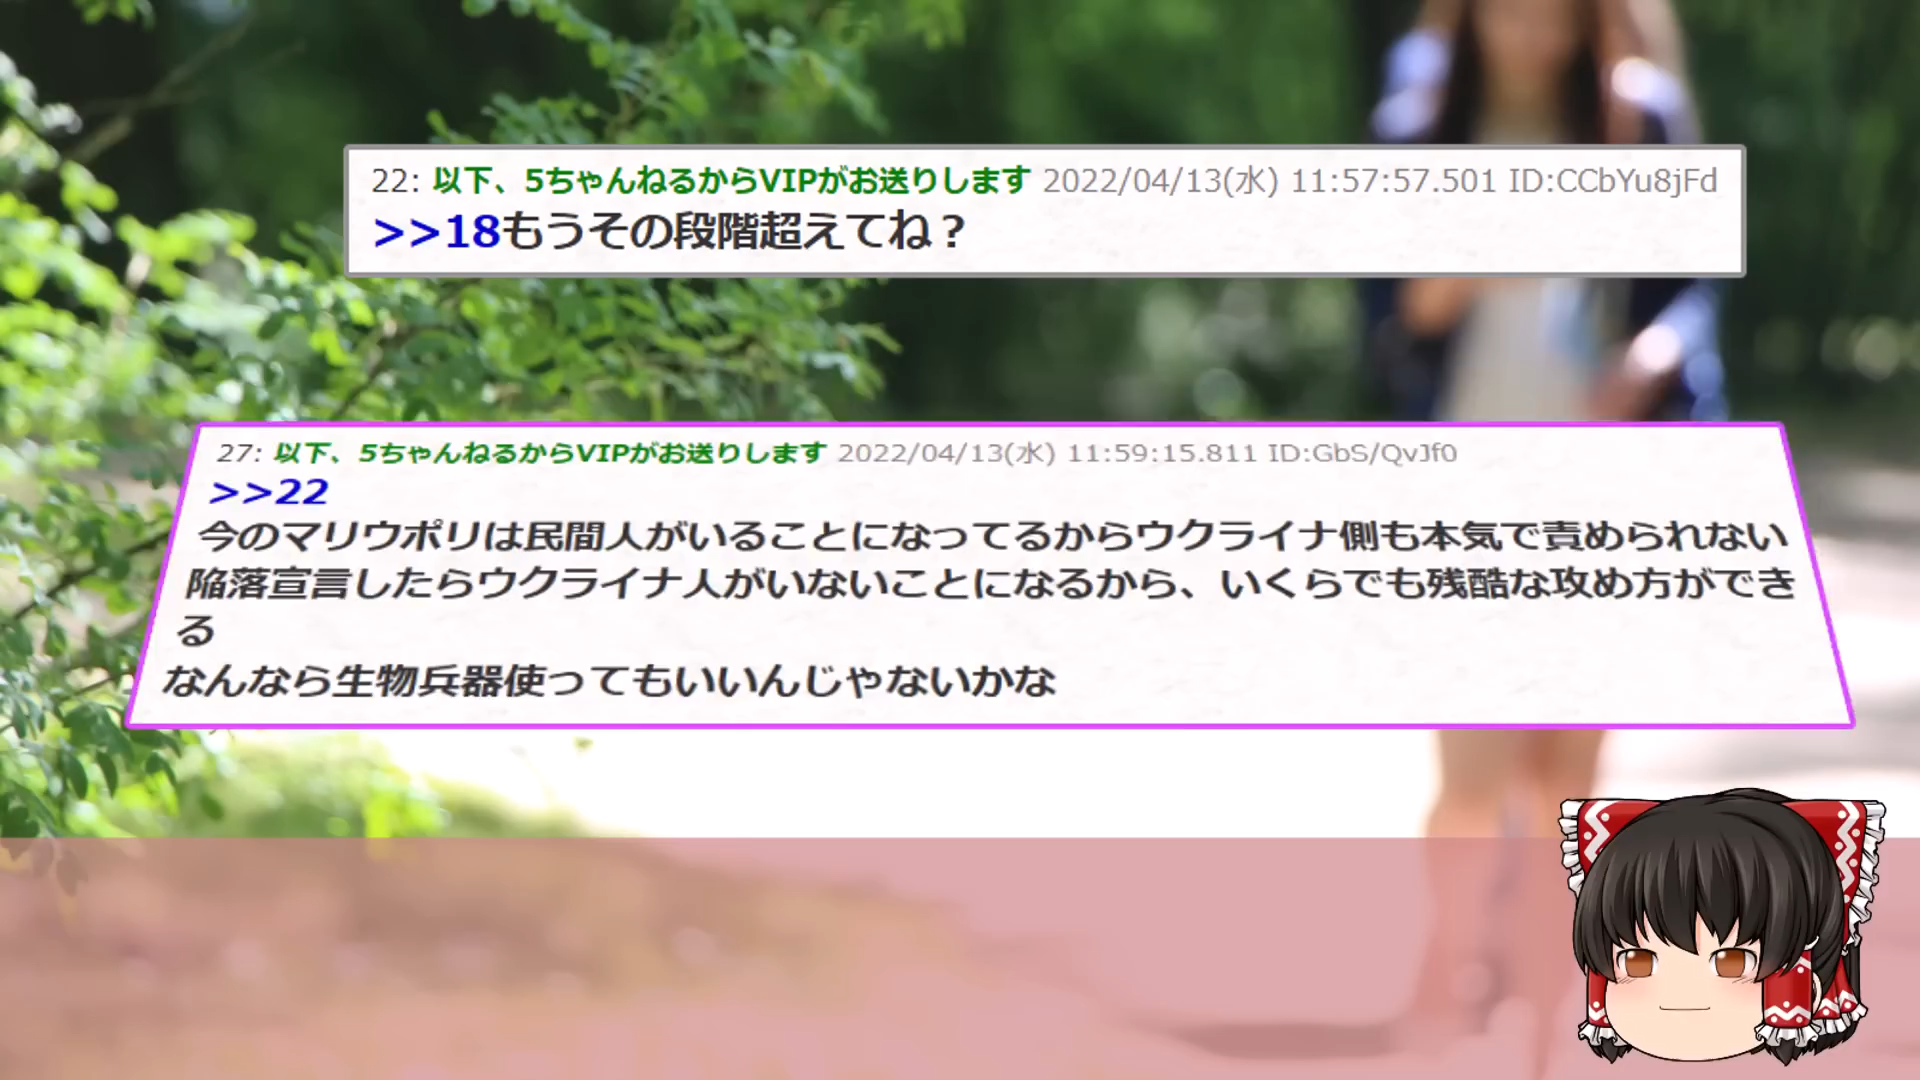 22: 以下、5ちゃんねるからVIPがお送りします 2022/04/13(水) 11:57:57.501 ID:CCbYu8jFd
>>18もうその段階超えてね？
27: 以下、5ちゃんねるからVIPがお送りします 2022/04/13(水) 11:59:15.811 ID:GbS/QvJf0
>>22
今のマリウポリは民間人がいることになってるからウクライナ側も本気で責められない
陥落宣言したらウクライナ人がいないことになるから、いくらでも残酷な攻め方ができ
る
なんなら生物兵器使ってもいいんじゃないかな